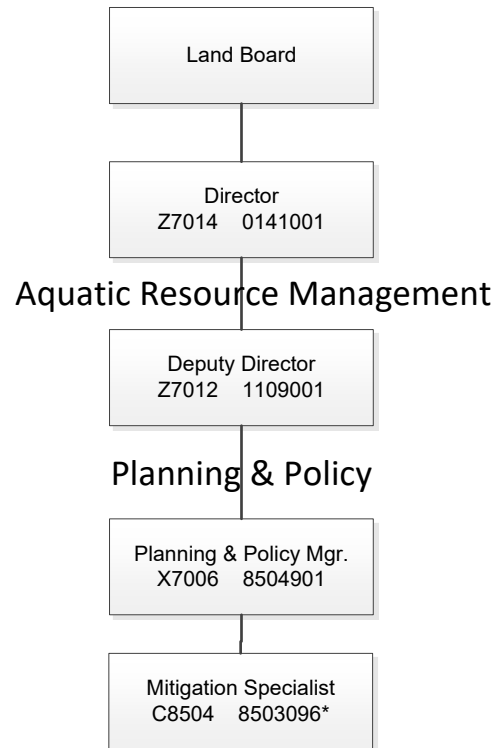 Land Board
Director
Z7014 0141001
Aquatic Resource Management
Deputy Director
Z7012 1109001
Planning & Policy
Planning & Policy Mgr.
X7006 8504901
Mitigation Specialist
C8504 8503096*